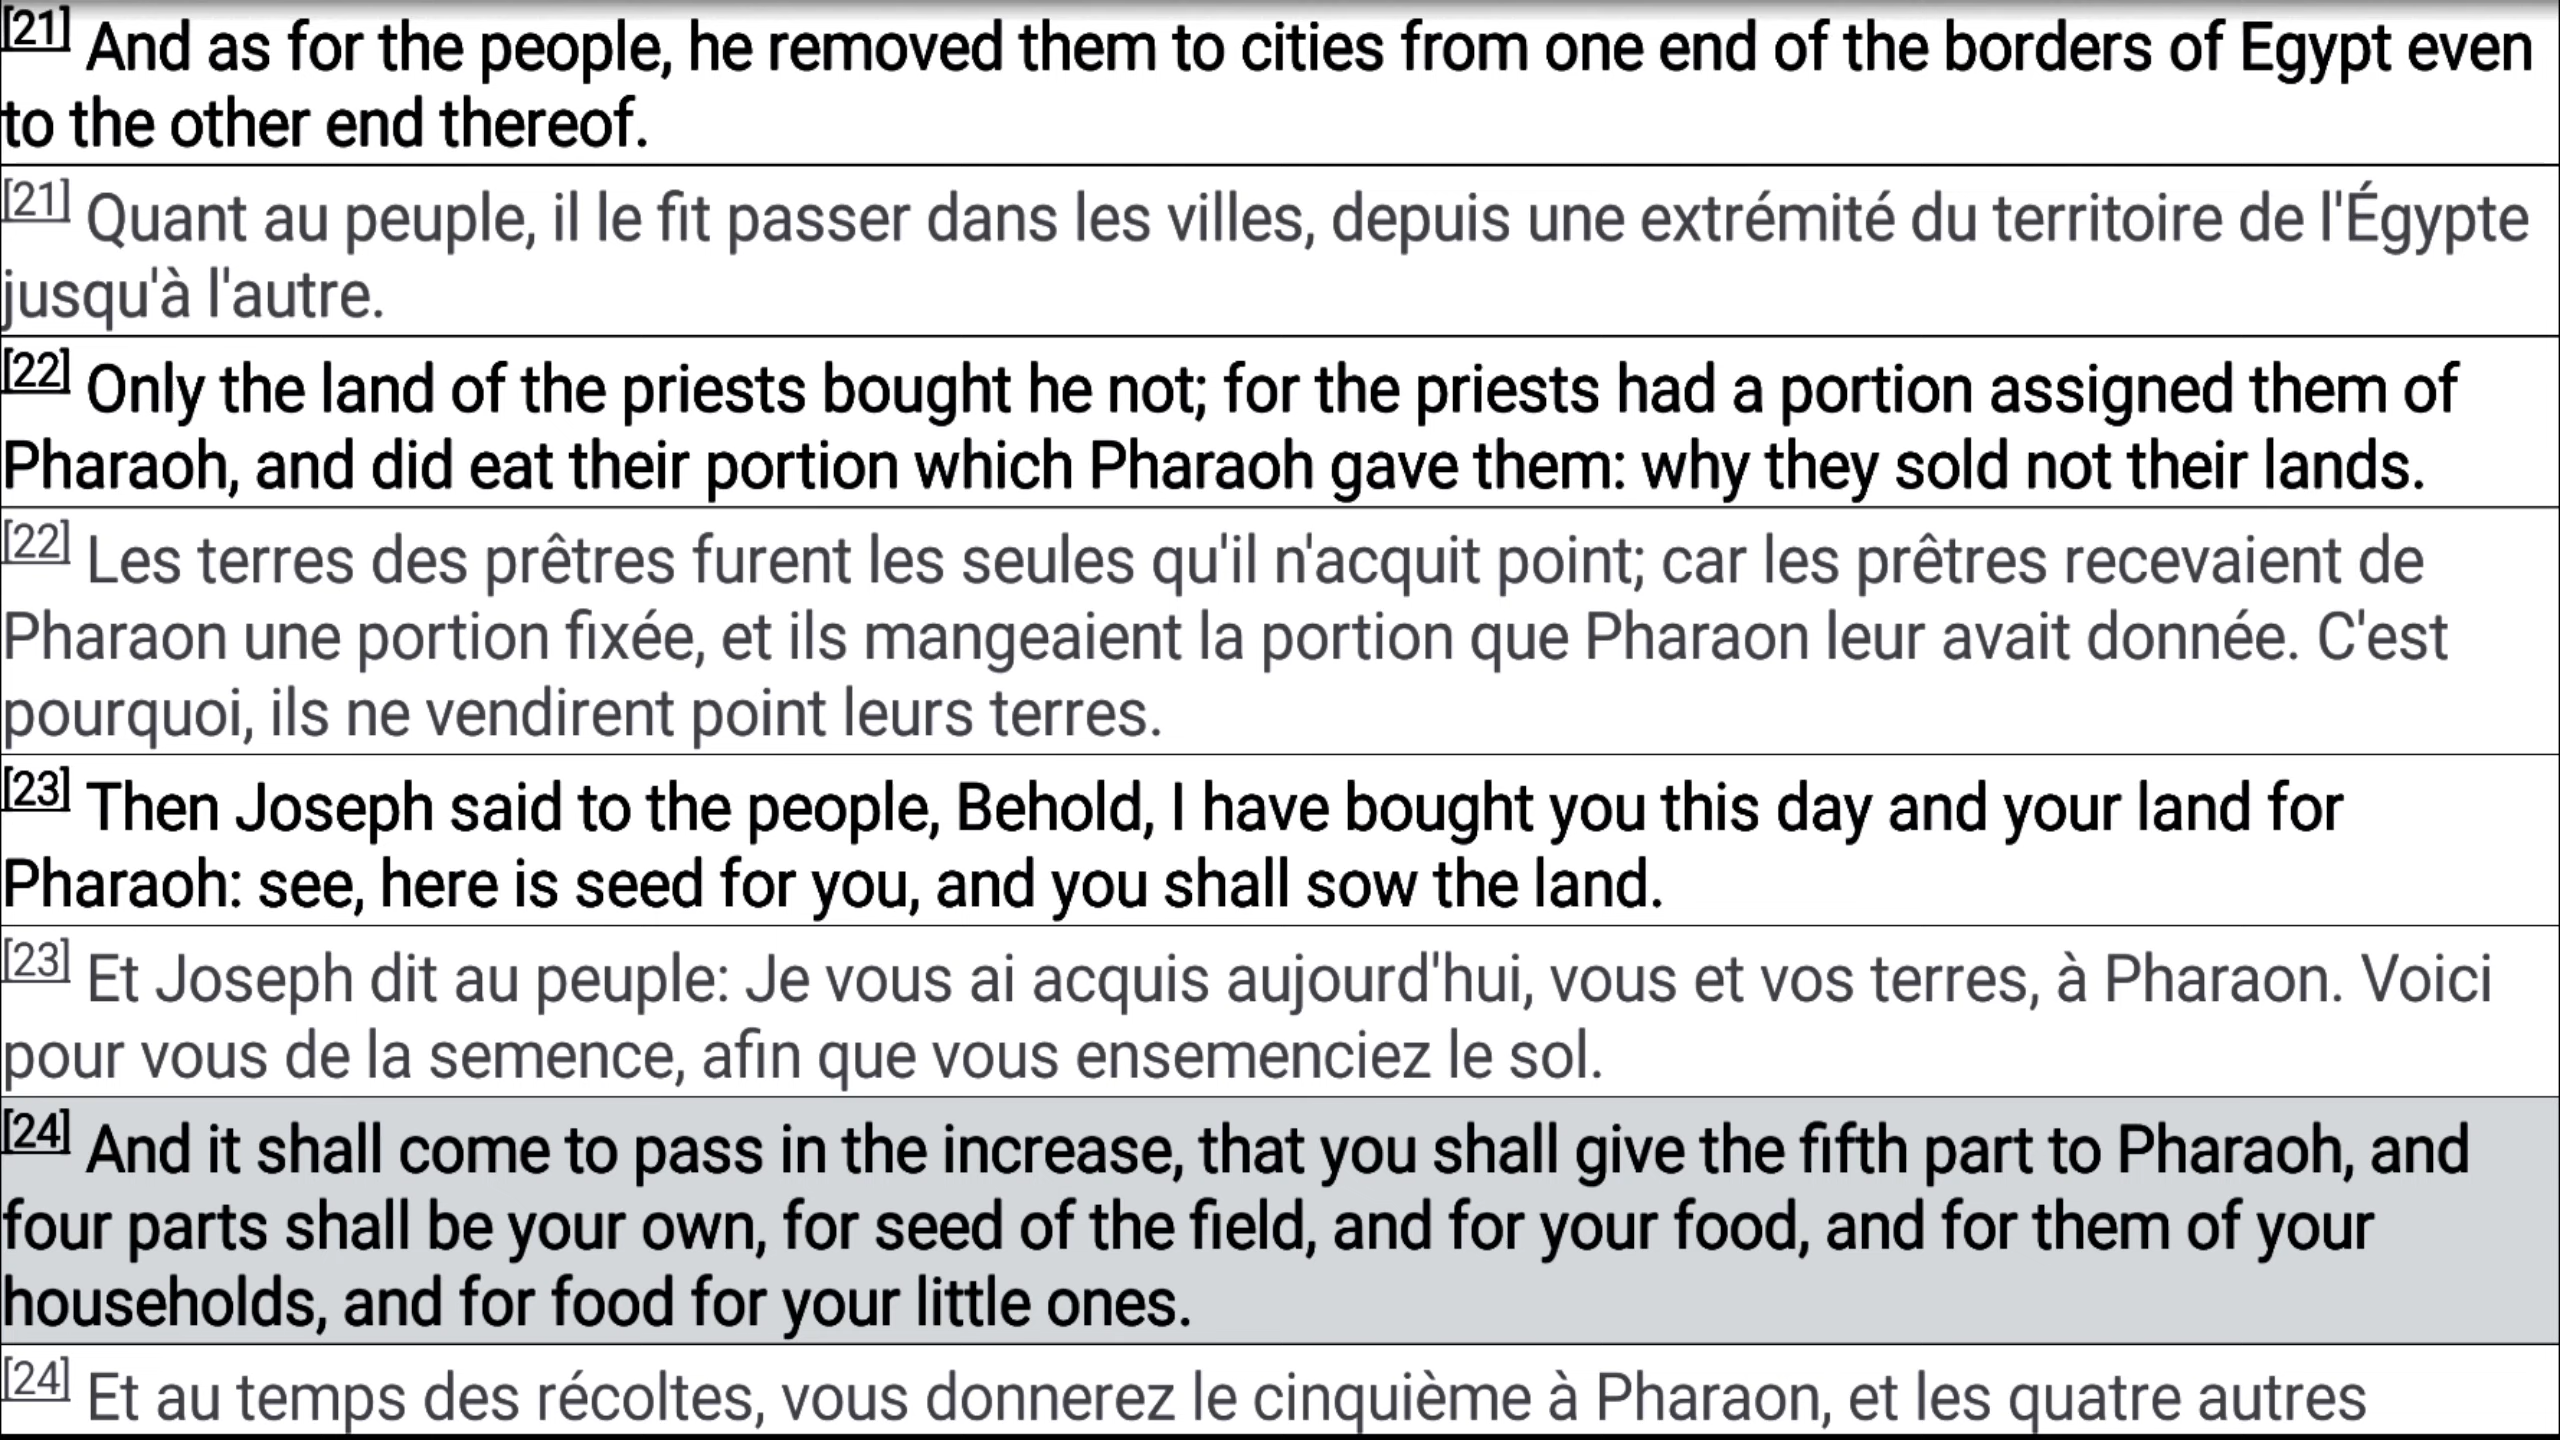 [21] And as for the people, he removed them to cities from one end of the borders of Egypt even
to the other end thereof.
[21] Quant au peuple, il le fit passer dans les villes, depuis une extrémité du territoire de l'Égypte
jusqu'à l'autre.
[22] Only the land of the priests bought he not; for the priests had a portion assigned them of
Pharaoh, and did eat their portion which Pharaoh gave them: why they sold not their lands.
[22] Les terres des prêtres furent les seules qu'il n'acquit point; car les prêtres recevaient de
Pharaon une portion fixée, et ils mangeaient la portion que Pharaon leur avait donnée. C'est
pourquoi, ils ne vendirent point leurs terres.
[23] Then Joseph said to the people, Behold, I have bought you this day and your land for
Pharaoh: see, here is seed for you, and you shall sow the land.
[23] Et Joseph dit au peuple: Je vous ai acquis aujourd'hui, vous et vos terres, à Pharaon. Voici
pour vous de la semence, afin que vous ensemenciez le sol.
[24] And it shall come to pass in the increase, that you shall give the fifth part to Pharaoh, and
four parts shall be your own, for seed of the field, and for your food, and for them of your
households, and for food for your little ones.
[24] Et au temps des récoltes, vous donnerez le cinquième à Pharaon, et les quatre autres